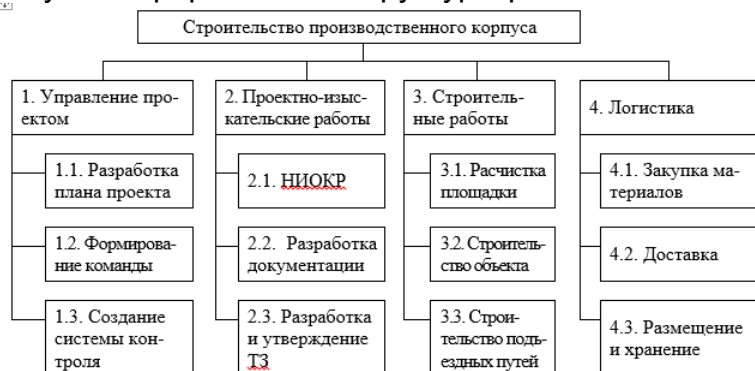 Строительство производственного корпуса
1. Управление про-
ектом
2. Проектно-изыс-
кательские работы
3. Строитель-
ные работы
4. Логистика
1.1. Разработка
плана проекта
2.1. НИОКР
3.1. Расчистка
площадки
4.1. Закупка ма-
териалов
1.2. Формирова-
ние команды
2.2. Разработка
документации
3.2. Строитель-
ство объекта
4.2. Доставка
1.3. Создание
системы кон-
троля
2.3. Разработка
и утверждение
ТЗ
3.3. Строи-
тельство подъ-
ездных путей
4.3. Размещение
и хранение